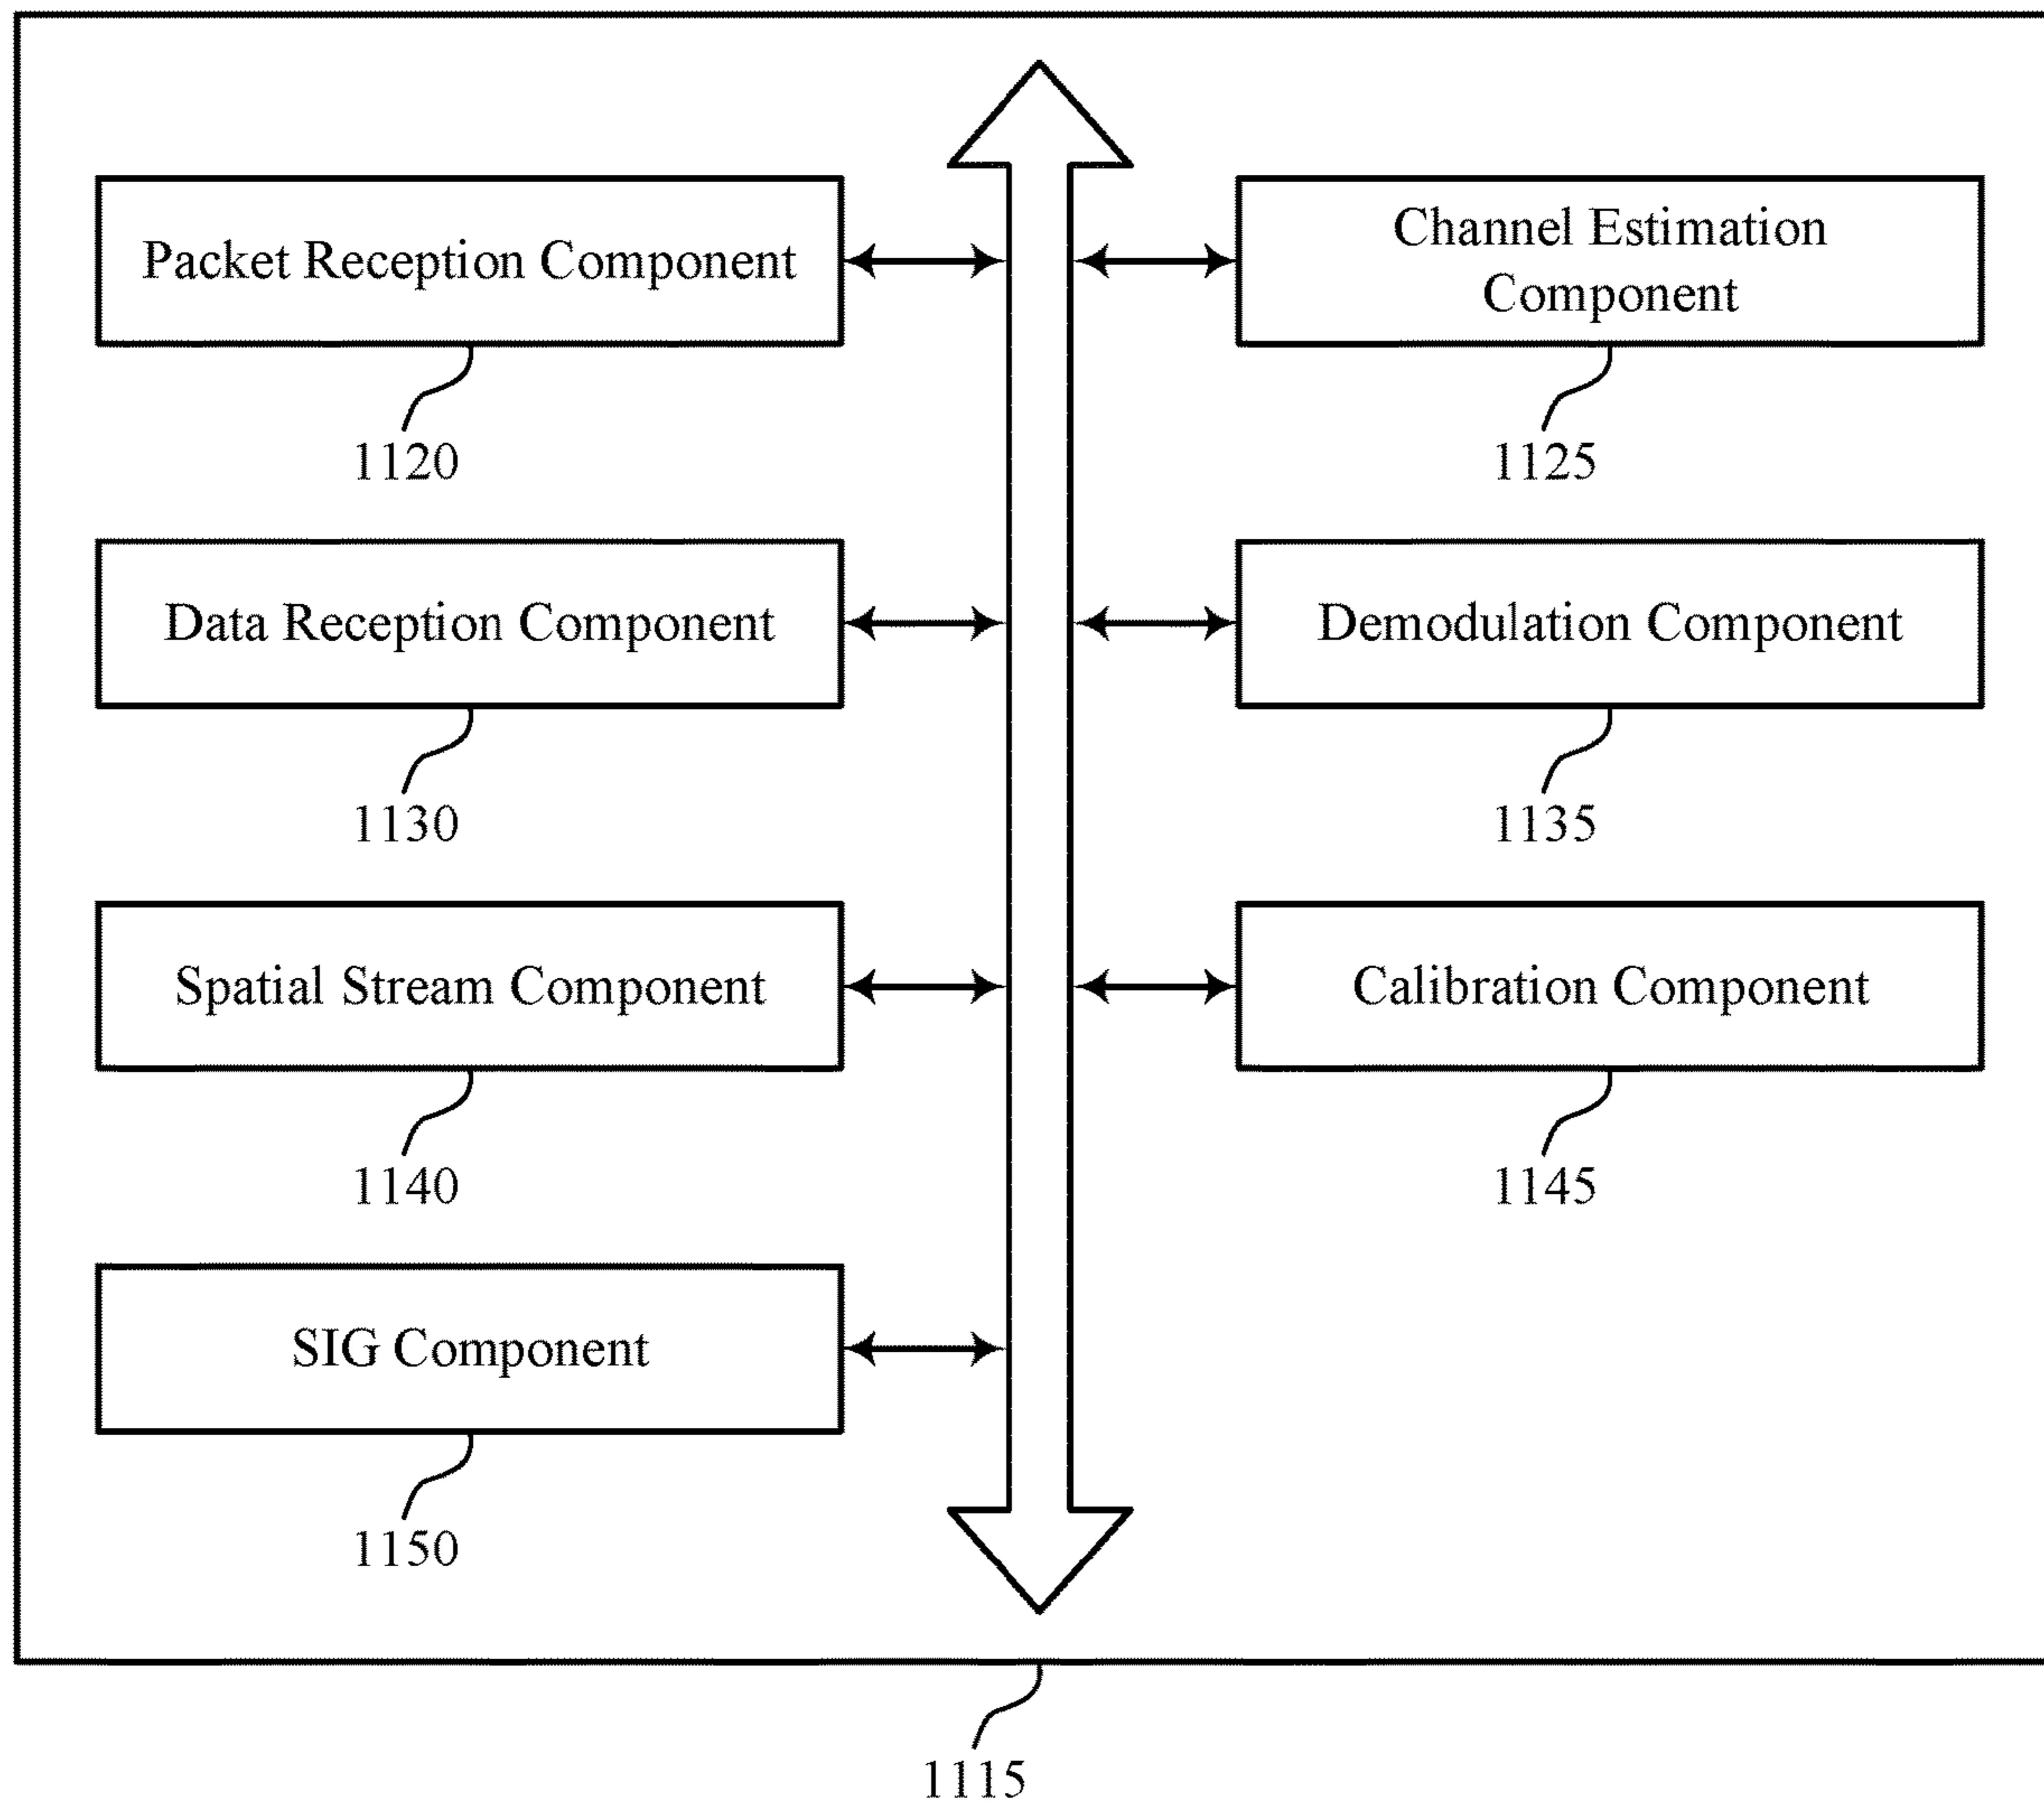 Packet Reception Component
1120
Channel Estimation
Component
1125
Data Reception Component
1130
Demodulation Component
1135
Spatial Stream Component
1140
Calibration Component
1145
SIG Component
1150
1115